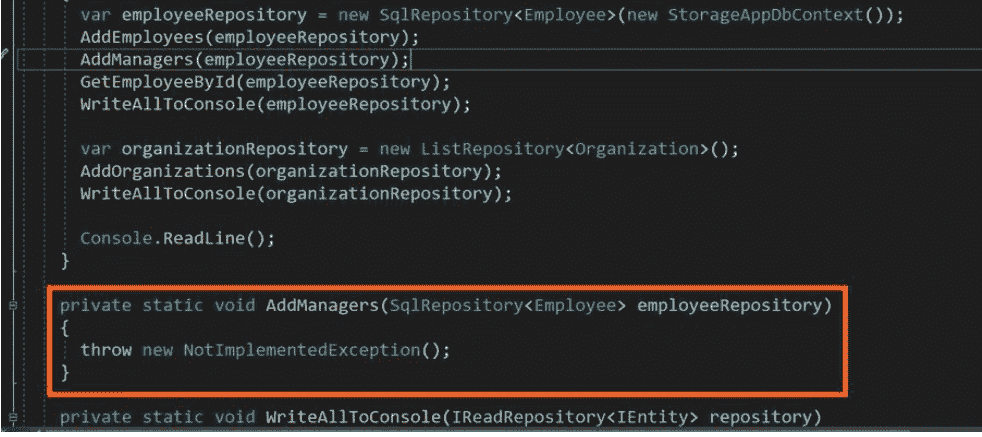 var employeeRepository = new SqlRepository<Employee>(new StorageAppDbContext());
AddEmployees(employeeRepository);
AddManagers(employeeRepository);
GetEmployeeById(employeeRepository);
WriteAllToConsole(employeeRepository);
var organizationRepository = new ListRepository<Organization>();
AddOrganizations(organizationRepository);
WriteAllToConsole(organizationRepository);
Console.ReadLine();
}
private static void AddManagers(SqlRepository<Employee> employeeRepository)
{
throw new NotImplementedException();
}
private static void WriteAllToConsole(IReadRepository<IEntity> repository)